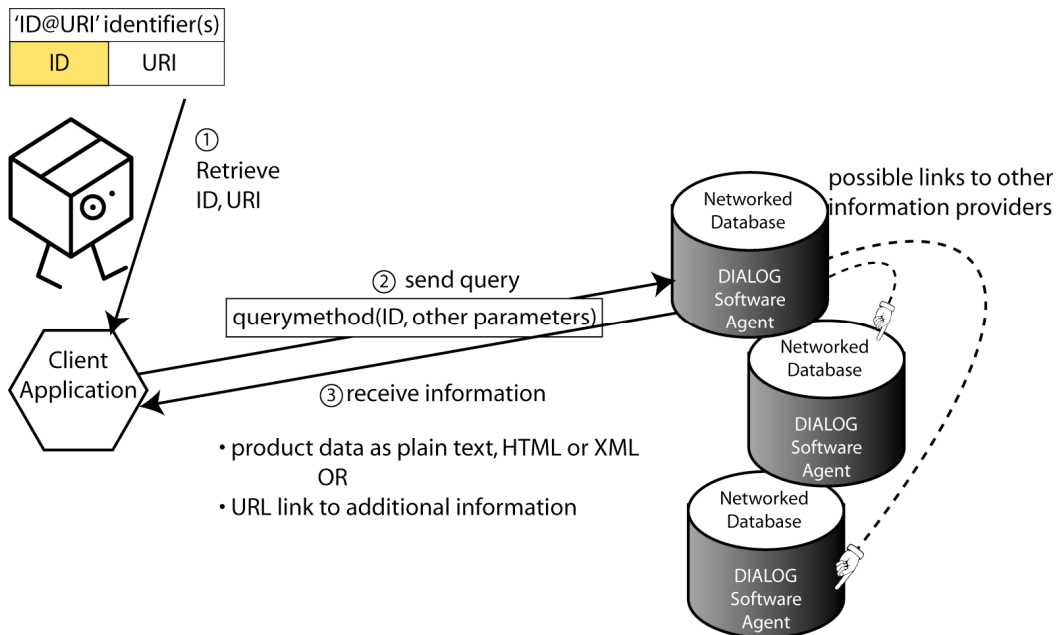 'ID@URI' identifier(s)
ID URI
①
Retrieve
ID, URI
Client
Application
② send query
querymethod(ID, other parameters)
③ receive information
• product data as plain text, HTML or XML
OR
• URL link to additional information
possible links to other
information providers
Networked
Database
DIALOG
Software
Agent
Networked
Database
DIALOG
Software
Agent
Networked
Database
DIALOG
Software
Agent